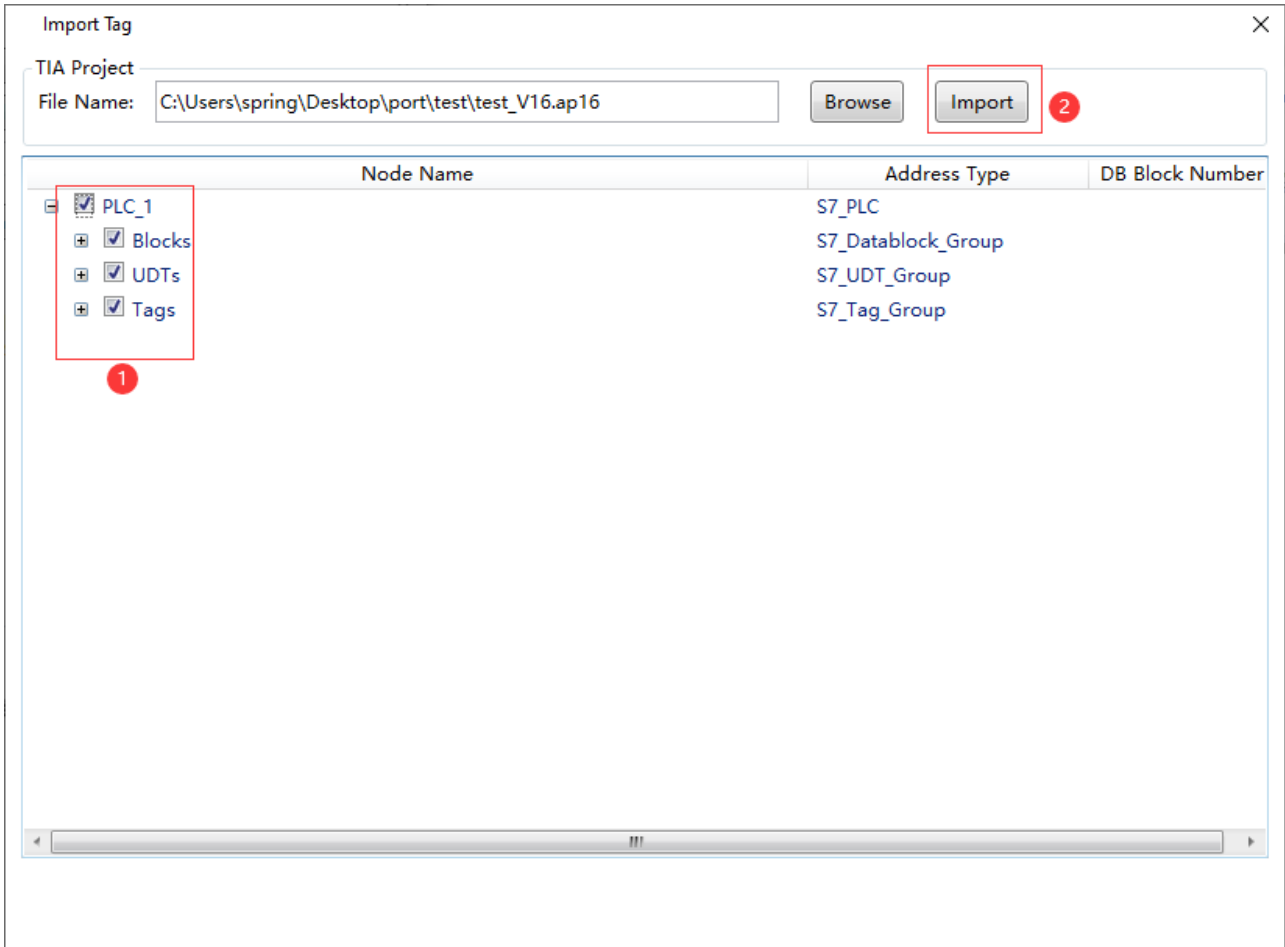 Import Tag
TIA Project
File Name: C:\Users\spring\Desktop\port\test\test_V16.ap16 Browse Import 2
Node Name Address Type DB Block Number
PLC_1 S7_PLC
Blocks S7_Datablock_Group
UDTs S7_UDT_Group
Tags S7_Tag_Group
1